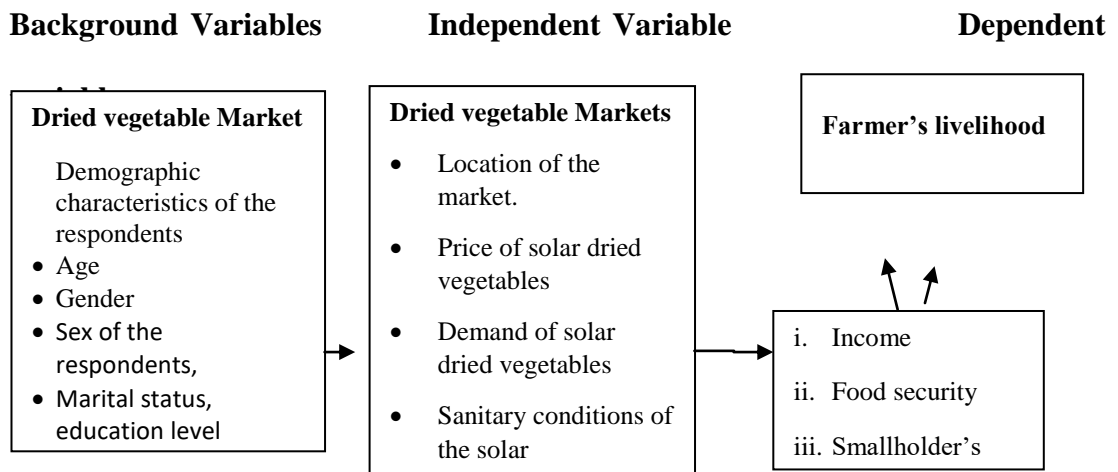 Background Variables Independent Variable Dependent
Dried vegetable Market
Demographic
characteristics of the
respondents
• Age
• Gender
• Sex of the
respondents,
• Marital status,
education level
Dried vegetable Markets
• Location of the
market.
• Price of solar dried
vegetables
• Demand of solar
dried vegetables
• Sanitary conditions of
the solar
Farmer's livelihood
i. Income
ii. Food security
iii. Smallholder's